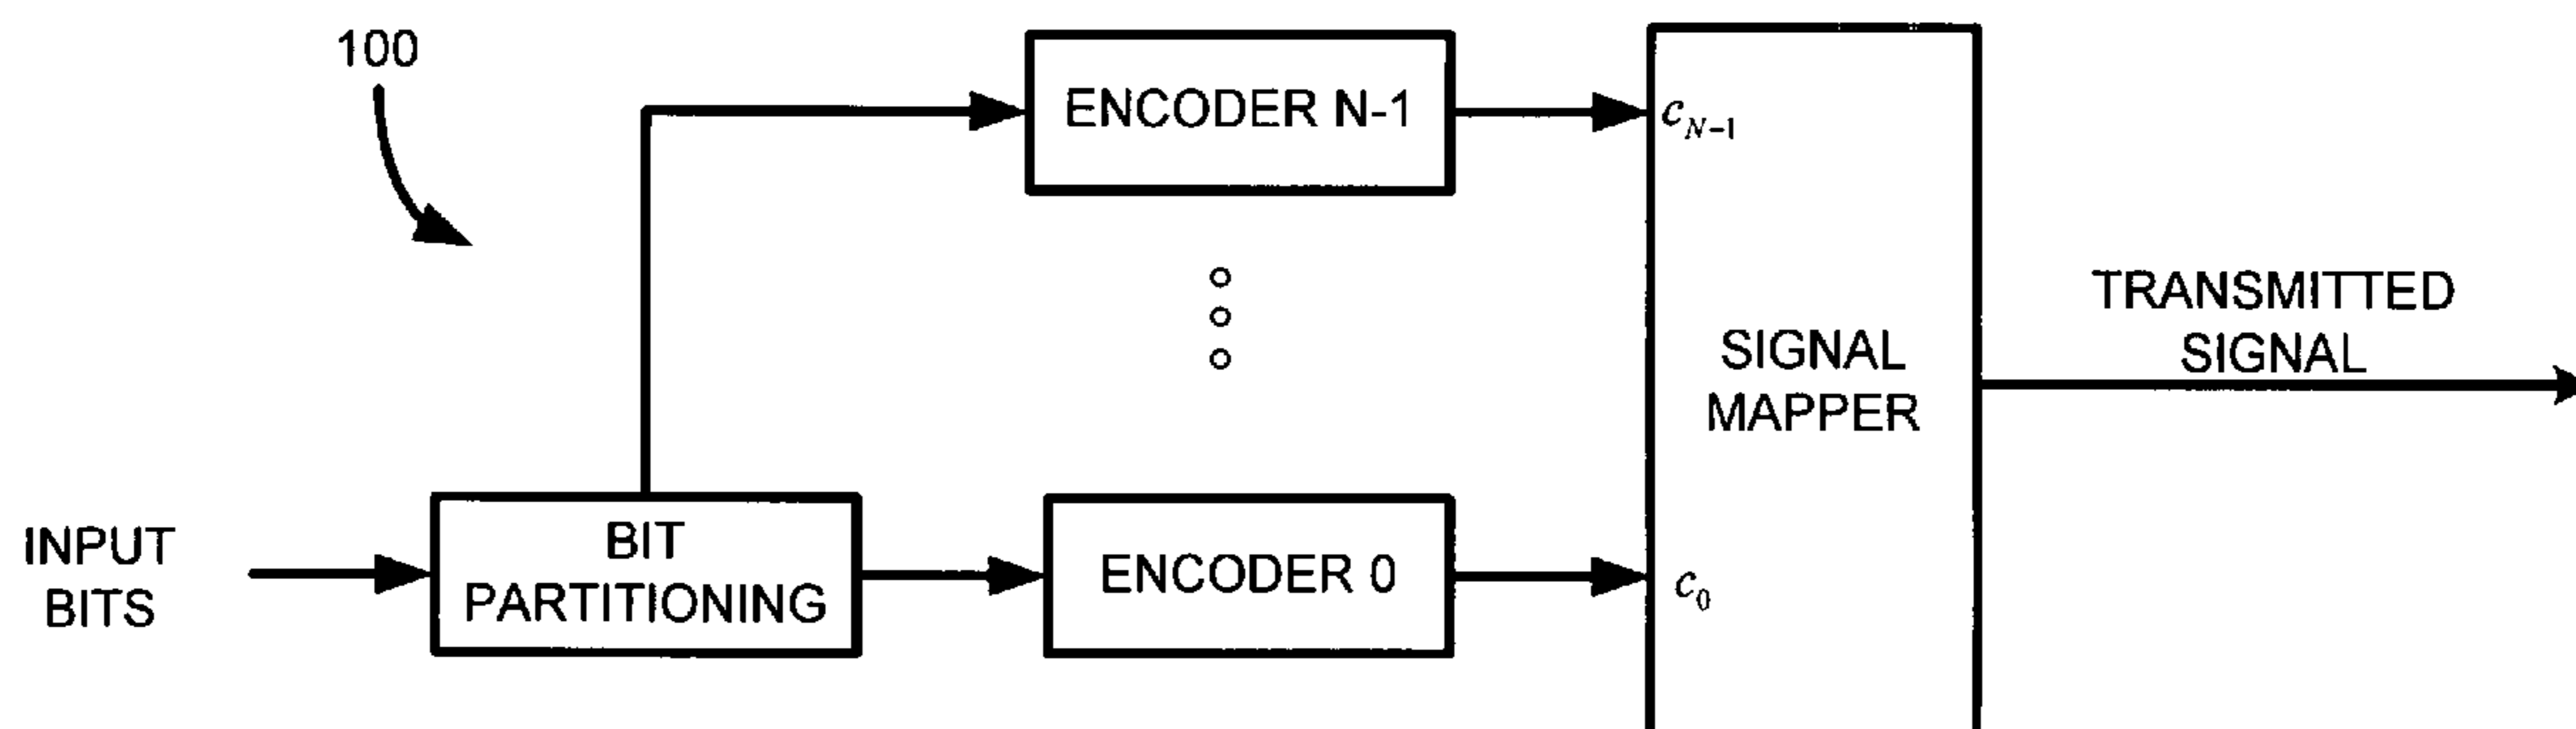 100
ENCODER N-1
c_{N-1}
TRANSMITTED
SIGNAL
SIGNAL
MAPPER
INPUT
BITS
BIT
PARTITIONING
ENCODER 0
c_0